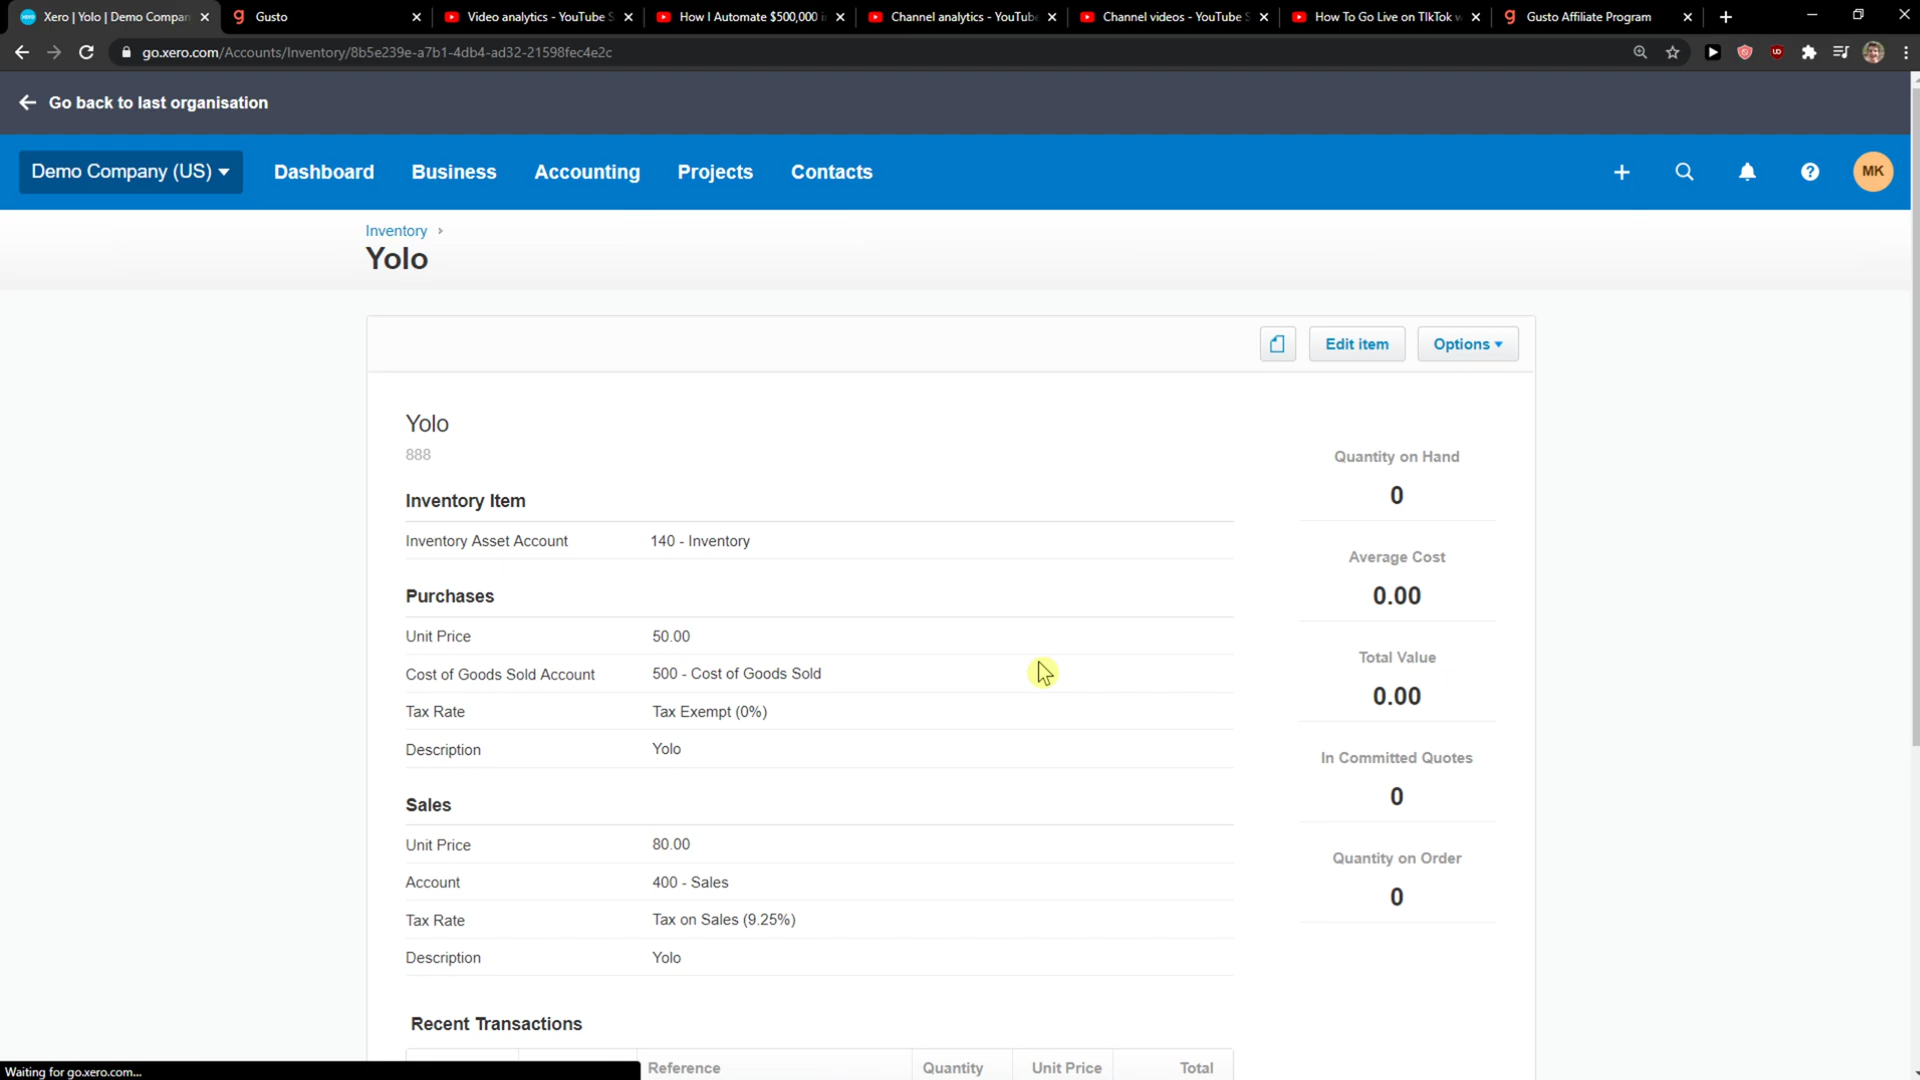 Xero | Yolo | Demo Compan
Gusto
Video analytics - YouTube S
How I Automate $500,000 i
Channel analytics - YouTube
Channel videos - YouTube S
How To Go Live on TIkTok w
Gusto Affiliate Program
go.xero.com/Accounts/Inventory/8b5e239e-a7b1-4db4-ad32-21598fec4e2c
Go back to last organisation
Demo Company (US)
Dashboard
Business
Accounting
Projects
Contacts
MK
Inventory
Yolo
Edit item
Options
Yolo
888
Inventory Item
Inventory Asset Account 140 - Inventory
Purchases
Unit Price 50.00
Cost of Goods Sold Account 500 - Cost of Goods Sold
Tax Rate Tax Exempt (0%)
Description Yolo
Sales
Unit Price 80.00
Account 400 - Sales
Tax Rate Tax on Sales (9.25%)
Description Yolo
Quantity on Hand
0
Average Cost
0.00
Total Value
0.00
In Committed Quotes
0
Quantity on Order
0
Recent Transactions
Reference Quantity Unit Price Total
Waiting for go.xero.com...